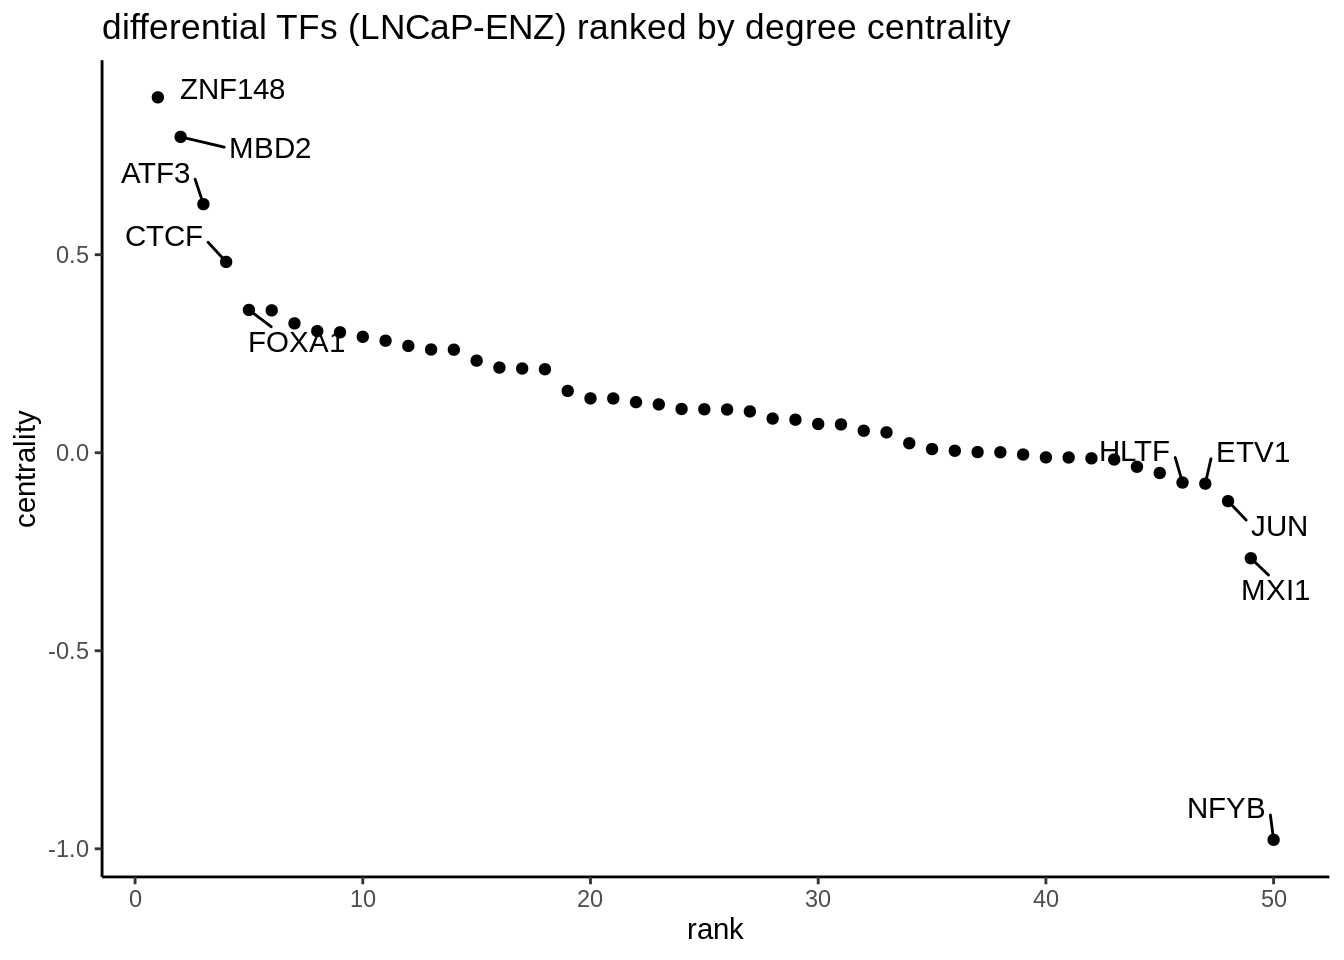 differential TFs (LNCaP-ENZ) ranked by degree centrality
ZNF148
MBD2
ATF3
CTCF
FOXA1
HLTF
ETV1
JUN
MXI1
NFYB
centrality
0.5
0.0
-0.5
-1.0
0 10 20 30 40 50
rank